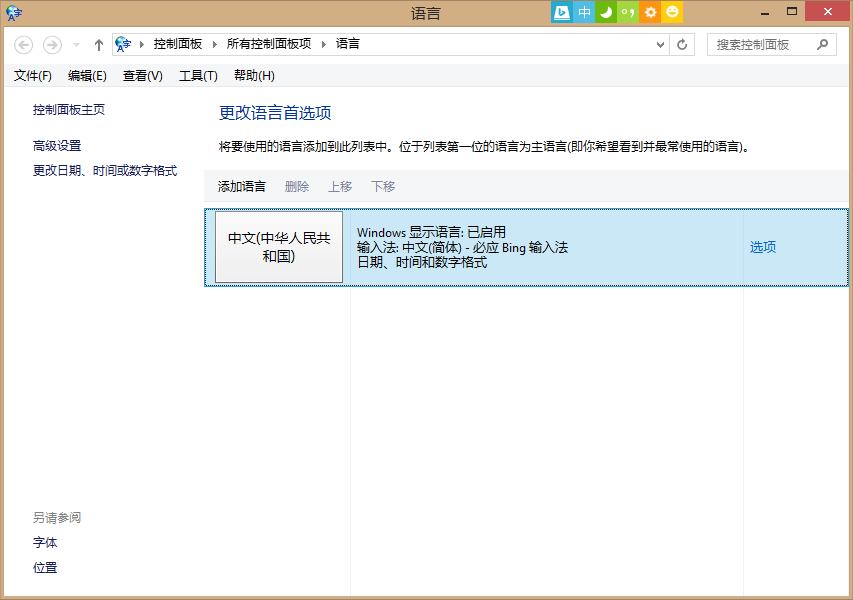 语言
中
控制面板
所有控制面板项
语言
搜索控制面板
文件(F) 编辑(E) 查看(V) 工具(T) 帮助(H)
控制面板主页
高级设置
更改日期、时间或数字格式
更改语言首选项
将要使用的语言添加到此列表中。位于列表第一位的语言为主语言(即你希望看到并最常使用的语言)。
添加语言 删除 上移 下移
中文(中华人民共
和国)
Windows 显示语言: 已启用
输入法: 中文(简体) - 必应 Bing 输入法
日期、时间和数字格式
选项
另请参阅
字体
位置